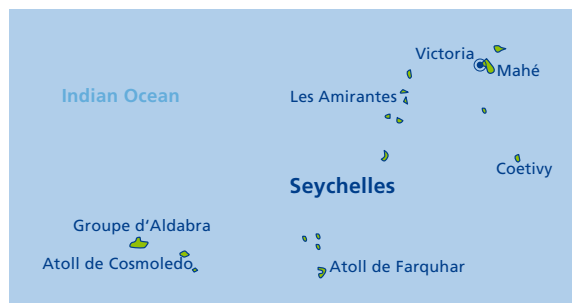 Victoria
Mahé
Indian Ocean
Les Amirantes
Coetivy
Seychelles
Groupe d'Aldabra
Atoll de Cosmoledo
Atoll de Farquhar